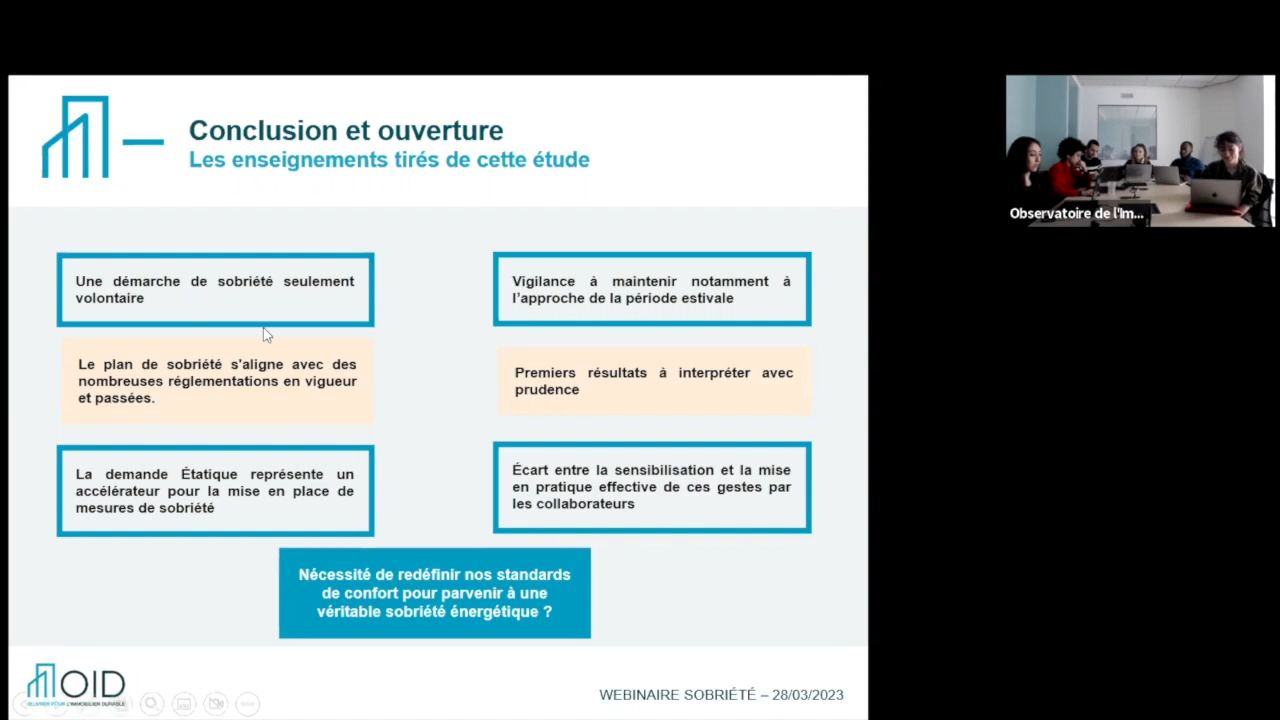 Conclusion et ouverture
Les enseignements tirés de cette étude
Une démarche de sobriété seulement
volontaire
Le plan de sobriété s'aligne avec des
nombreuses réglementations en vigueur
et passées.
La demande Étatique représente un
accélérateur pour la mise en place de
mesures de sobriété
Vigilance à maintenir notamment à
l'approche de la période estivale
Premiers résultats à interpréter avec
prudence
Écart entre la sensibilisation et la mise
en pratique effective de ces gestes par
les collaborateurs
Nécessité de redéfinir nos standards
de confort pour parvenir à une
véritable sobriété énergétique ?
OID
ŒUVRER POUR L'IMMOBILIER DURABLE
WEBINAIRE SOBRIÉTÉ – 28/03/2023
Observatoire de l'Im...